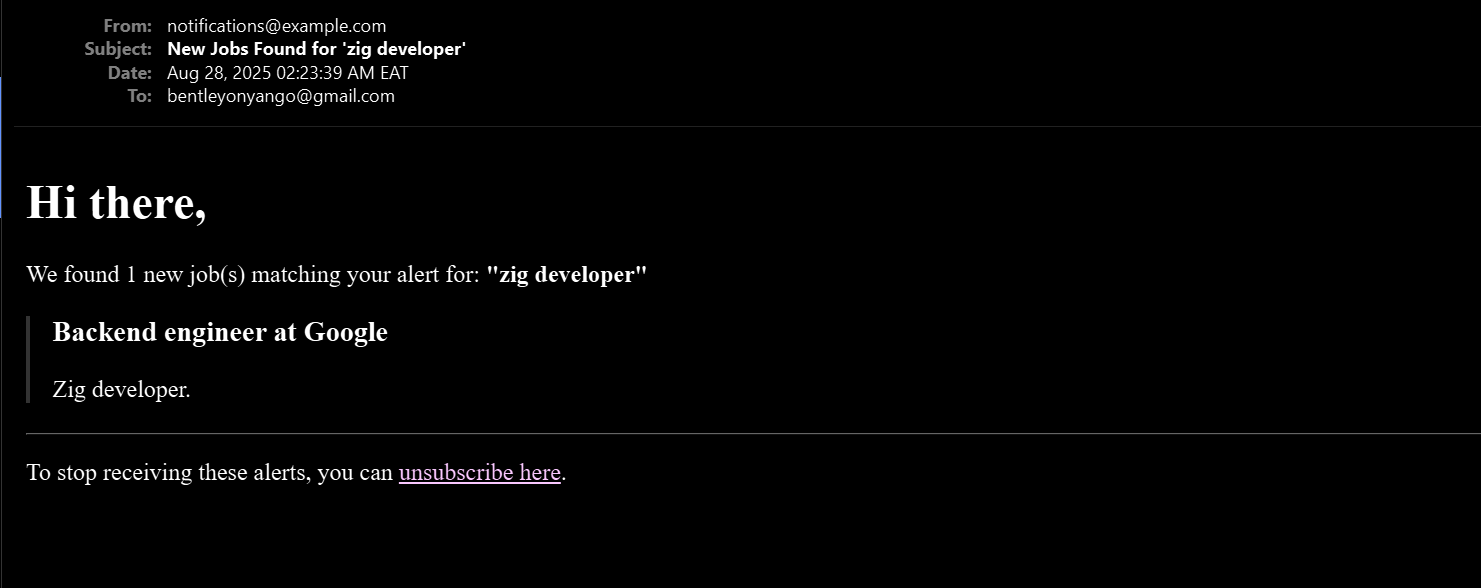 From: notifications@example.com
Subject: New Jobs Found for 'zig developer'
Date: Aug 28, 2025 02:23:39 AM EAT
To: bentleyonyango@gmail.com
Hi there,
We found 1 new job(s) matching your alert for: "zig developer"
Backend engineer at Google
Zig developer.
To stop receiving these alerts, you can unsubscribe here.